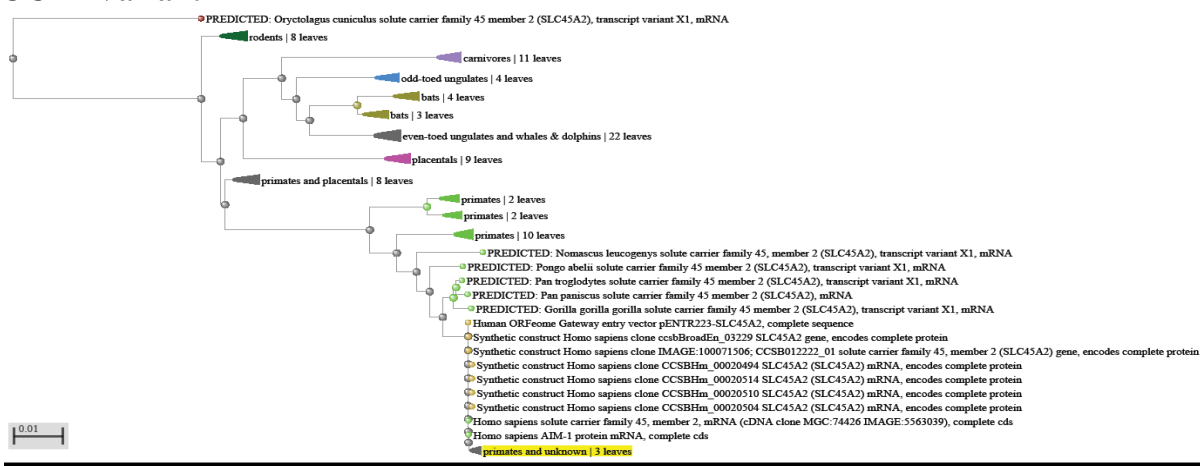 PREDICTED: Oryctolagus cuniculus solute carrier family 45 member 2 (SLC45A2), transcript variant X1, mRNA
rodents | 8 leaves
carnivores | 11 leaves
odd-toed ungulates | 4 leaves
bats | 4 leaves
bats | 3 leaves
even-toed ungulates and whales & dolphins | 22 leaves
placentals | 9 leaves
primates and placentals | 8 leaves
primates | 2 leaves
primates | 2 leaves
primates | 10 leaves
PREDICTED: Nomascus leucogenys solute carrier family 45, member 2 (SLC45A2), transcript variant X1, mRNA
PREDICTED: Pongo abelii solute carrier family 45 member 2 (SLC45A2), transcript variant X1, mRNA
PREDICTED: Pan troglodytes solute carrier family 45 member 2 (SLC45A2), transcript variant X1, mRNA
PREDICTED: Pan paniscus solute carrier family 45 member 2 (SLC45A2), mRNA
PREDICTED: Gorilla gorilla gorilla solute carrier family 45 member 2 (SLC45A2), transcript variant X1, mRNA
Human ORFeome Gateway entry vector pENTR223-SLC45A2, complete sequence
Synthetic construct Homo sapiens clone ccsbBroadEn_03229 SLC45A2 gene, encodes complete protein
Synthetic construct Homo sapiens clone IMAGE:100071506; CCSB012222_01 solute carrier family 45, member 2 (SLC45A2) gene, encodes complete protein
Synthetic construct Homo sapiens clone CCSBHm_00020494 SLC45A2 (SLC45A2) mRNA, encodes complete protein
Synthetic construct Homo sapiens clone CCSBHm_00020514 SLC45A2 (SLC45A2) mRNA, encodes complete protein
Synthetic construct Homo sapiens clone CCSBHm_00020510 SLC45A2 (SLC45A2) mRNA, encodes complete protein
Synthetic construct Homo sapiens clone CCSBHm_00020504 SLC45A2 (SLC45A2) mRNA, encodes complete protein
Homo sapiens solute carrier family 45, member 2, mRNA (cDNA clone MGC:74426 IMAGE:5563039), complete cds
Homo sapiens AIM-1 protein mRNA, complete cds
primates and unknown | 3 leaves
0.01